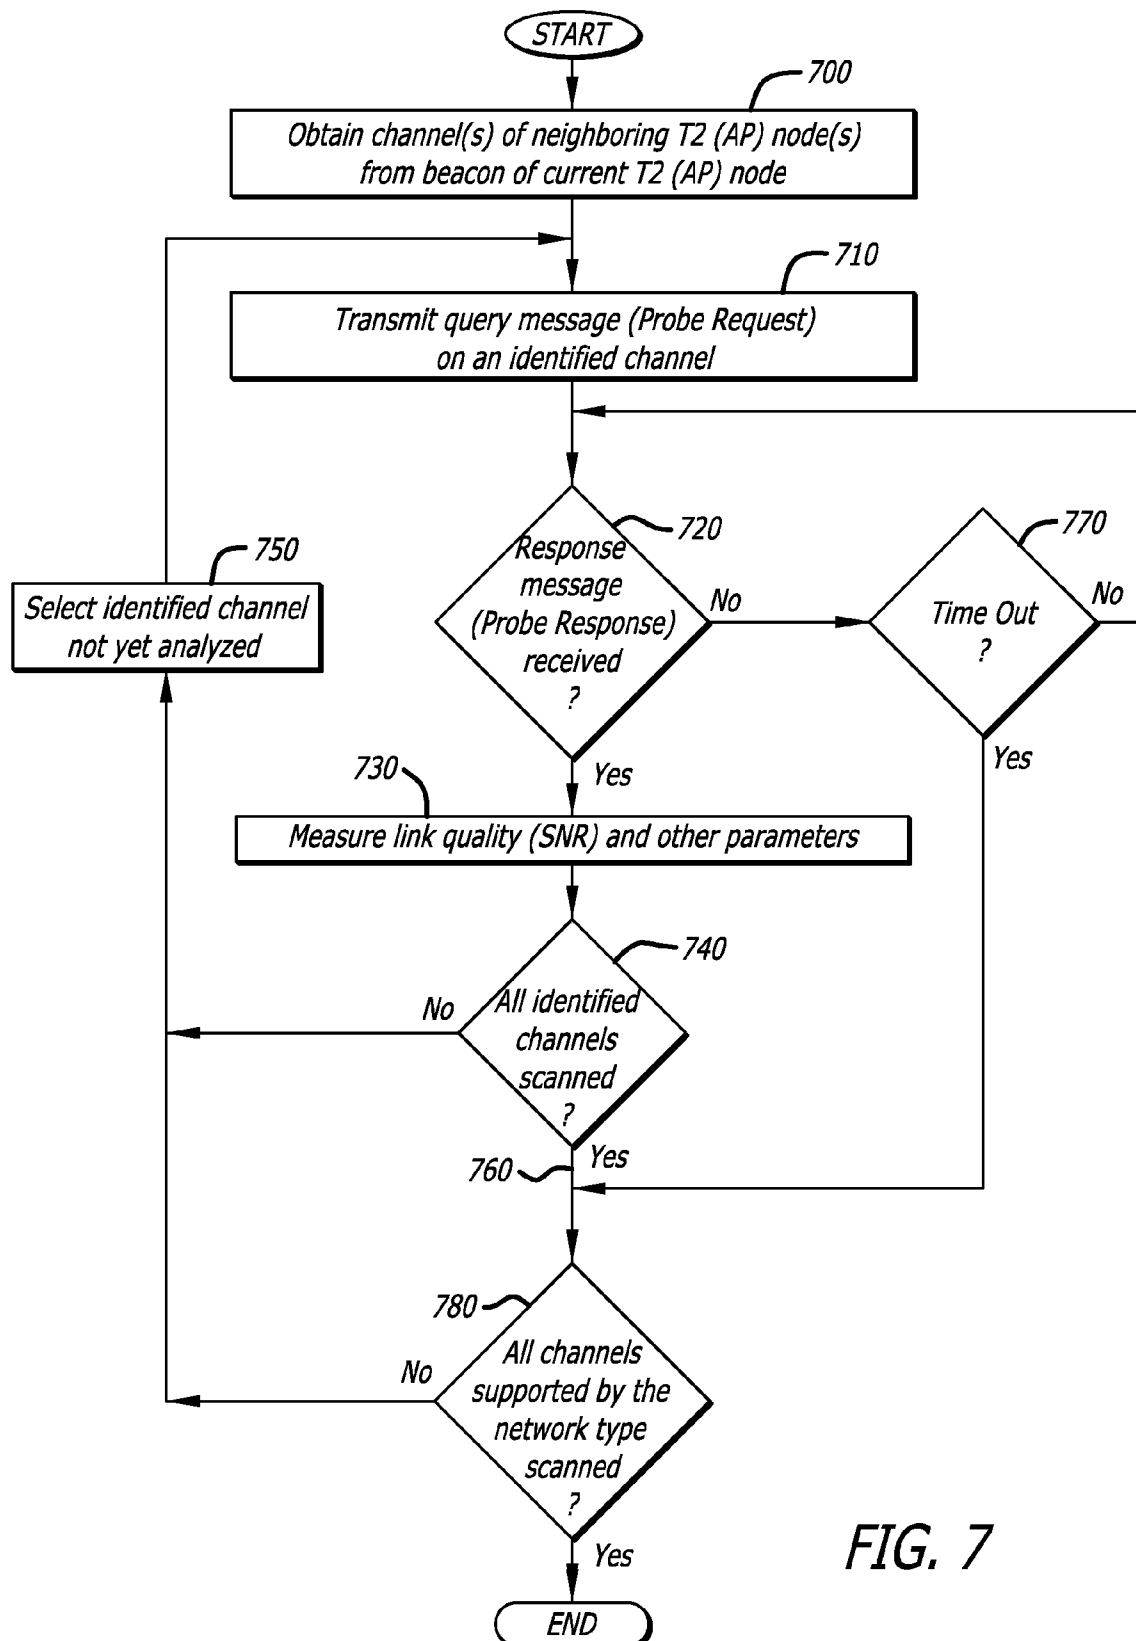 START
700
Obtain channel(s) of neighboring T2 (AP) node(s)
from beacon of current T2 (AP) node
710
Transmit query message (Probe Request)
on an identified channel
720
Response
message
(Probe Response)
received
?
No
Yes
770
Time Out
?
No
Yes
750
Select identified channel
not yet analyzed
730
Measure link quality (SNR) and other parameters
740
All identified
channels
scanned
?
No
Yes
760
780
All channels
supported by the
network type
scanned
?
No
Yes
END
FIG. 7